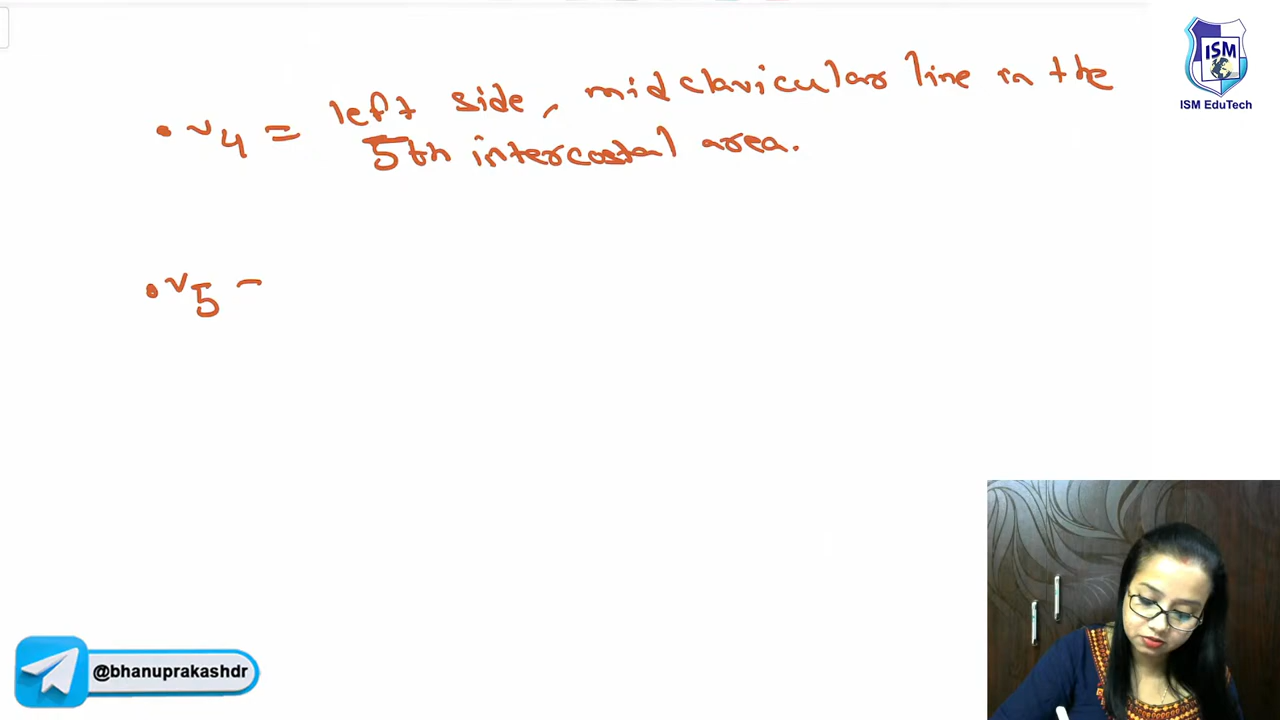 ISM
ISM EduTech
• V4 = left side, midclavicular line in the
5th intercostal area.
• V5 -
@bhanuprakashdr